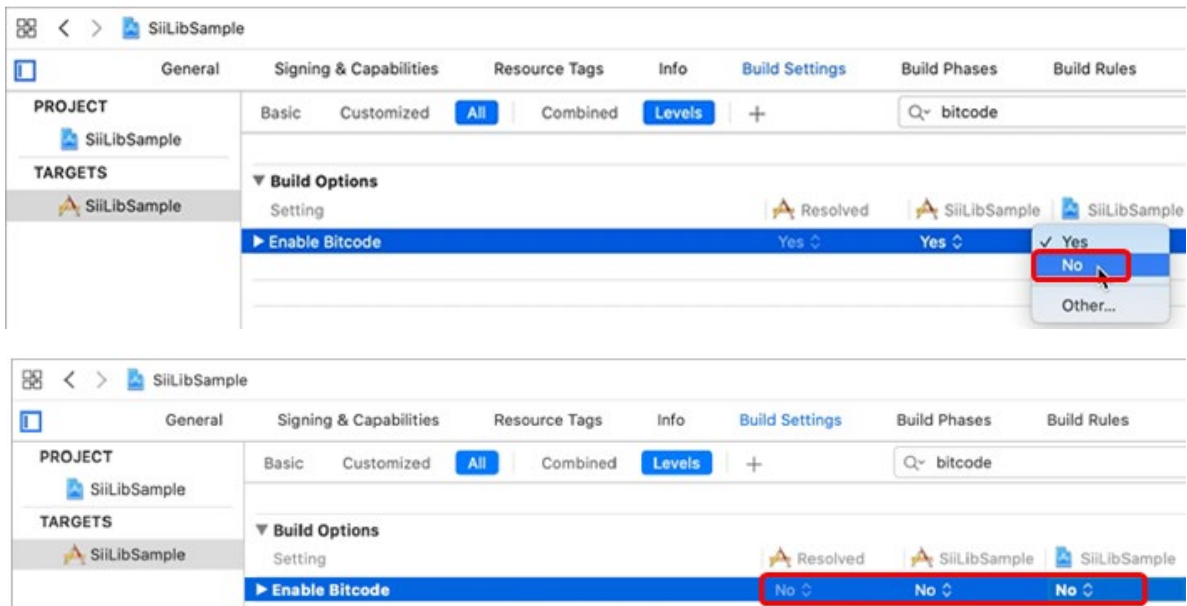 SiiLibSample
General Signing & Capabilities Resource Tags Info Build Settings Build Phases Build Rules
PROJECT Basic Customized All Combined Levels + bitcode
SiiLibSample
TARGETS
Build Options
SiiLibSample Setting Resolved SiiLibSample SiiLibSample
Enable Bitcode Yes Yes ✓ Yes
No
Other...
SiiLibSample
General Signing & Capabilities Resource Tags Info Build Settings Build Phases Build Rules
PROJECT Basic Customized All Combined Levels + bitcode
SiiLibSample
TARGETS
Build Options
SiiLibSample Setting Resolved SiiLibSample SiiLibSample
Enable Bitcode No No No